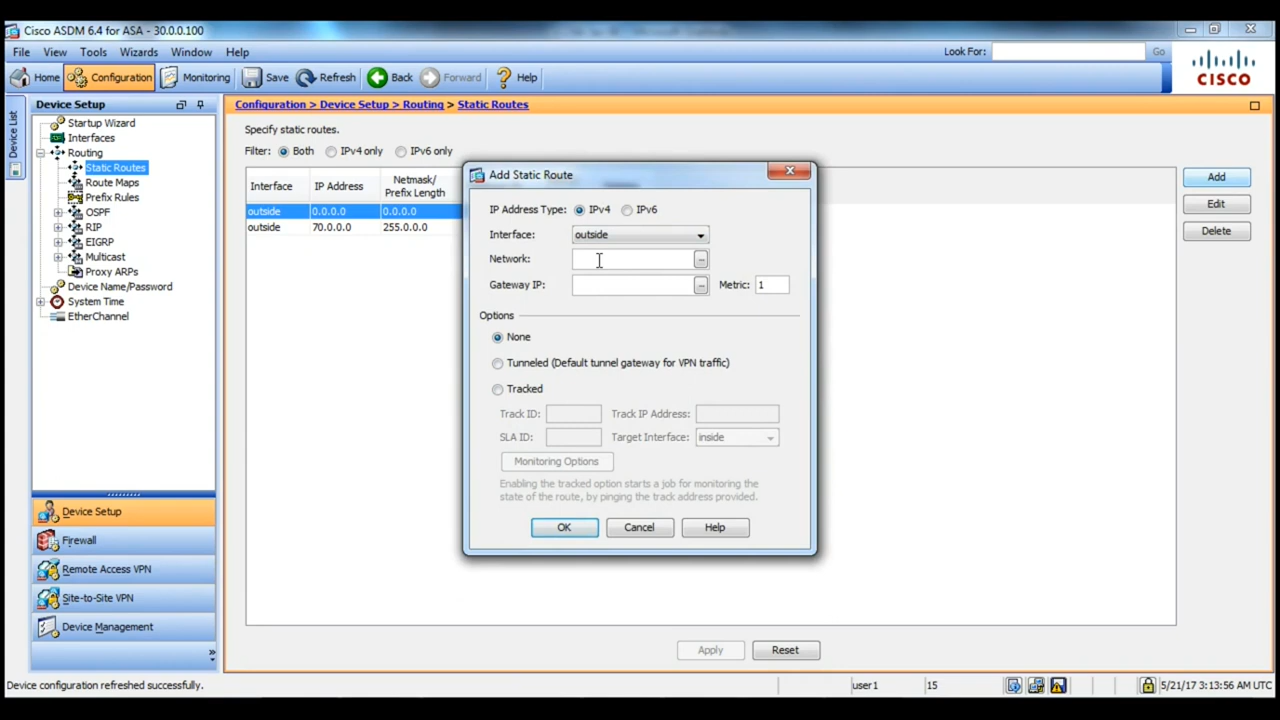 Cisco ASDM 6.4 for ASA - 30.0.0.100
File View Tools Wizards Window Help
Look For: Go
Home Configuration Monitoring Save Refresh Back Forward Help
CISCO
Device List
Device Setup
Startup Wizard
Interfaces
Routing
Static Routes
Route Maps
Prefix Rules
OSPF
RIP
EIGRP
Multicast
Proxy ARPs
Device Name/Password
System Time
EtherChannel
Device Setup
Firewall
Remote Access VPN
Site-to-Site VPN
Device Management
Configuration > Device Setup > Routing > Static Routes
Specify static routes.
Filter: Both IPv4 only IPv6 only
Interface IP Address Netmask/ Prefix Length
outside 0.0.0.0 0.0.0.0
outside 70.0.0.0 255.0.0.0
Add
Edit
Delete
Add Static Route
IP Address Type: IPv4 IPv6
Interface: outside
Network: ...
Gateway IP: ... Metric: 1
Options
None
Tunneled (Default tunnel gateway for VPN traffic)
Tracked
Track ID: Track IP Address:
SLA ID: Target Interface: inside
Monitoring Options
Enabling the tracked option starts a job for monitoring the
state of the route, by pinging the track address provided.
OK Cancel Help
Apply Reset
Device configuration refreshed successfully. user1 15 5/21/17 3:13:56 AM UTC